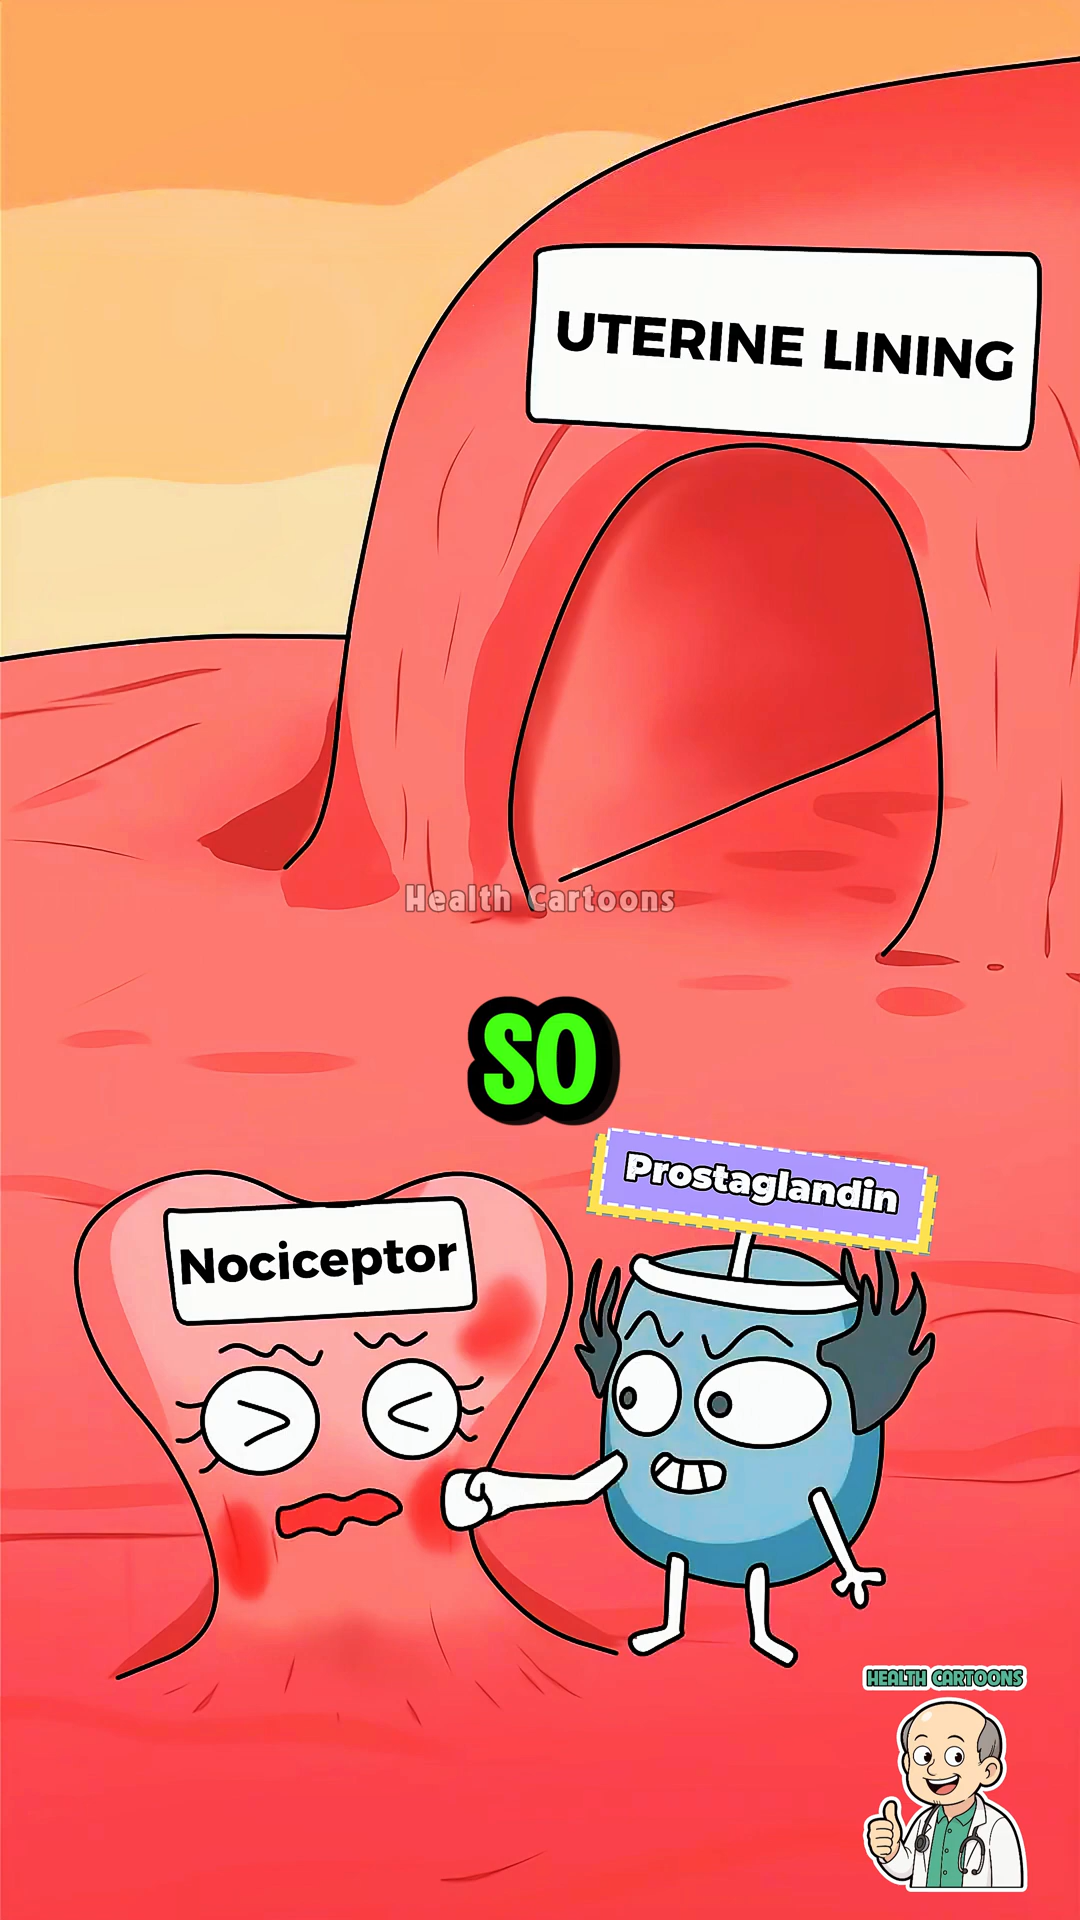 UTERINE LINING
Health Cartoons
SO
Prostaglandin
Nociceptor
HEALTH CARTOONS